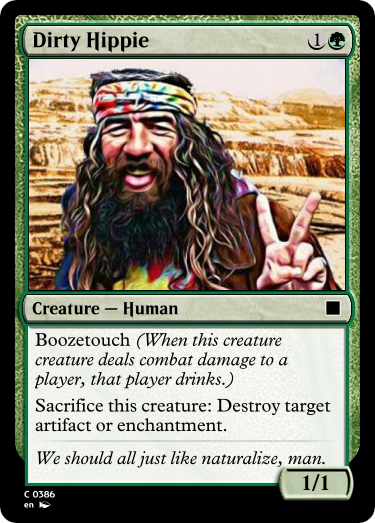 Dirty Hippie 1
Creature — Human
Boozetouch (When this creature
creature deals combat damage to a
player, that player drinks.)
Sacrifice this creature: Destroy target
artifact or enchantment.
We should all just like naturalize, man.
1/1
C 0386
en